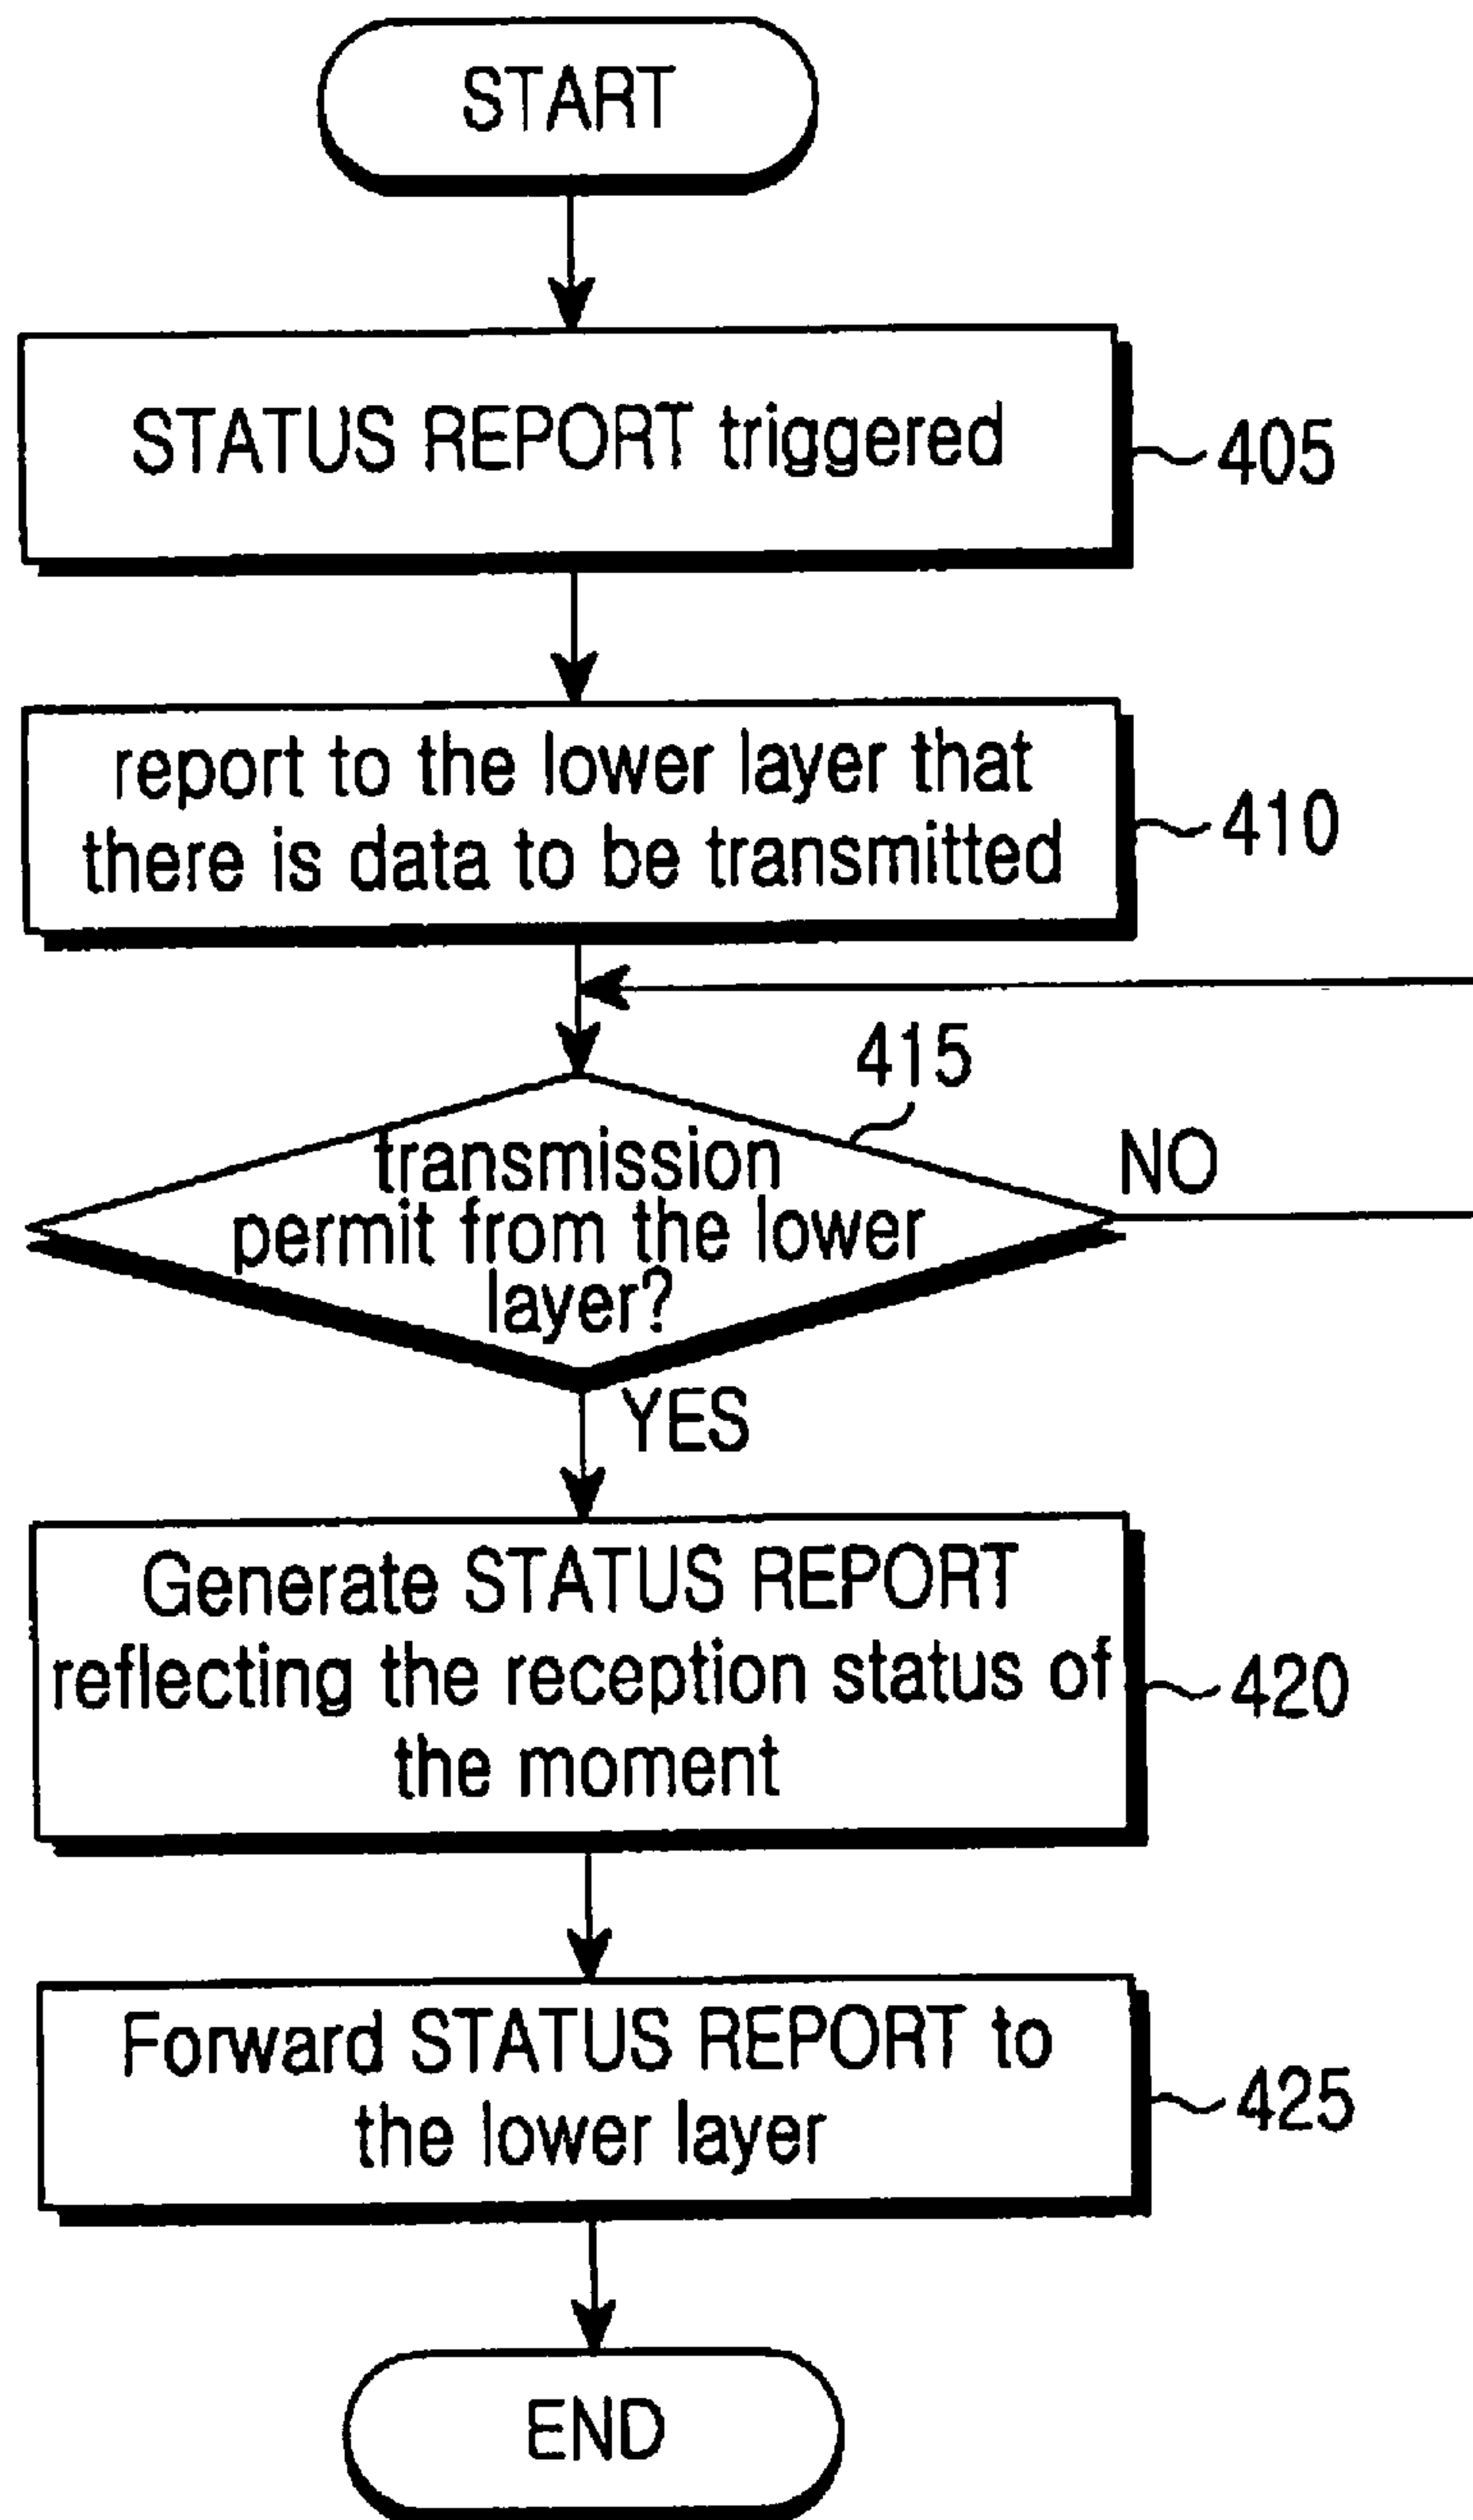 START
STATUS REPORT triggered
405
report to the lower layer that
there is data to be transmitted
410
415
transmission
permit from the lower
layer?
NO
YES
Generate STATUS REPORT
reflecting the reception status of
the moment
420
Forward STATUS REPORT to
the lower layer
425
END